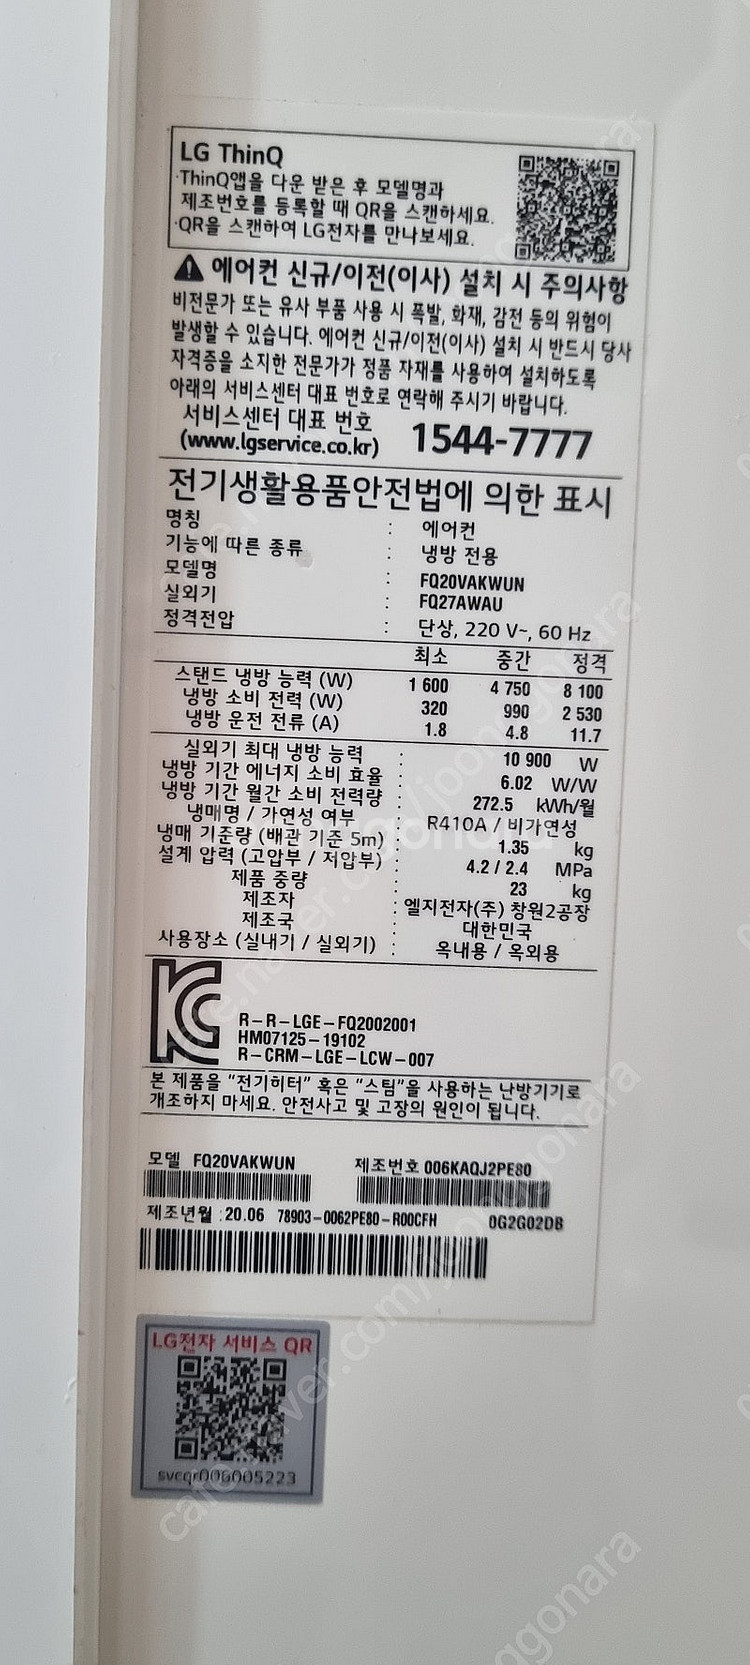 LG ThinQ
·ThinQ앱을 다운 받은 후 모델명과
제조번호를 등록할 때 QR을 스캔하세요.
·QR을 스캔하여 LG전자를 만나보세요.
에어컨 신규/이전(이사) 설치 시 주의사항
비전문가 또는 유사 부품 사용 시 폭발, 화재, 감전 등의 위험이
발생할 수 있습니다. 에어컨 신규/이전(이사) 설치 시 반드시 당사
자격증을 소지한 전문가가 정품 자재를 사용하여 설치하도록
아래의 서비스센터 대표 번호로 연락해 주시기 바랍니다.
서비스센터 대표 번호
(www.lgservice.co.kr) 1544-7777
전기생활용품안전법에 의한 표시
명칭 : 에어컨
기능에 따른 종류 : 냉방 전용
모델명 : FQ20VAKWUN
실외기 : FQ27AWAU
정격전압 : 단상, 220 V~, 60 Hz
최소 중간 정격
스탠드 냉방 능력 (W) 1 600 4 750 8 100
냉방 소비 전력 (W) 320 990 2 530
냉방 운전 전류 (A) 1.8 4.8 11.7
실외기 최대 냉방 능력 : 10 900 W
냉방 기간 에너지 소비 효율 : 6.02 W/W
냉방 기간 월간 소비 전력량 : 272.5 kWh/월
냉매명 / 가연성 여부 : R410A / 비가연성
냉매 기준량 (배관 기준 5m) : 1.35 kg
설계 압력 (고압부 / 저압부) : 4.2 / 2.4 MPa
제품 중량 : 23 kg
제조자 : 엘지전자(주) 창원2공장
제조국 : 대한민국
사용장소 (실내기 / 실외기) : 옥내용 / 옥외용
R-R-LGE-FQ2002001
HM07125-19102
R-CRM-LGE-LCW-007
본 제품을 "전기히터" 혹은 "스팀"을 사용하는 난방기기로
개조하지 마세요. 안전사고 및 고장의 원인이 됩니다.
모델 FQ20VAKWUN 제조번호 006KAQJ2PE80
제조년월 : 20.06 78903-0062PE80-R00CFH 0G2G02DB
LG전자 서비스 QR
svcqr006005223
cafe.naver.com/joonggonara